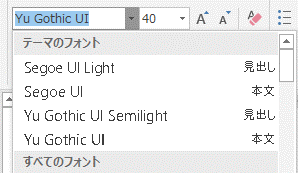 Yu Gothic UI 40 A A
テーマのフォント
Segoe UI Light 見出し
Segoe UI 本文
Yu Gothic UI Semilight 見出し
Yu Gothic UI 本文
すべてのフォント